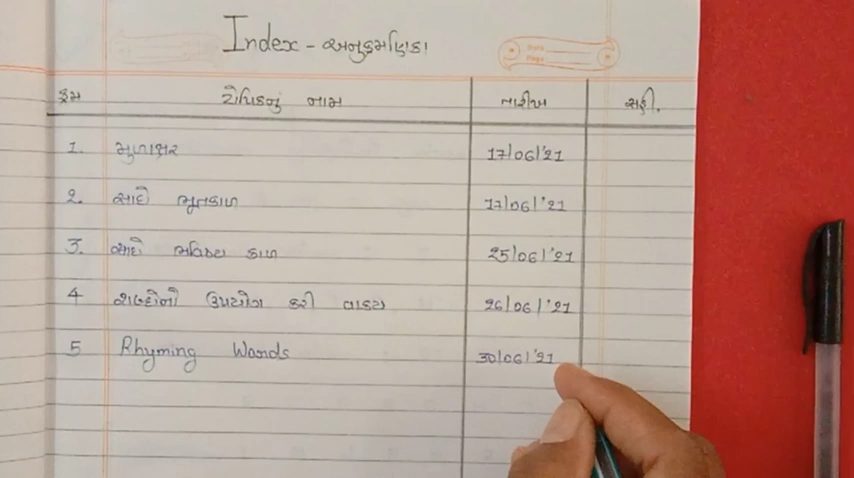 Index - અનુક્રમણિકા
ક્રમ ટોપિકનું નામ તારીખ સહી.
1. મુળાક્ષર 17/06/'21
2. સાદો ભૂતકાળ 17/06/'21
3. સાદો ભવિષ્ય કાળ 25/06/'21
4 શબ્દોનો ઉપયોગ કરી વાક્ય 26/06/'21
5 Rhyming Words 30/06/'21